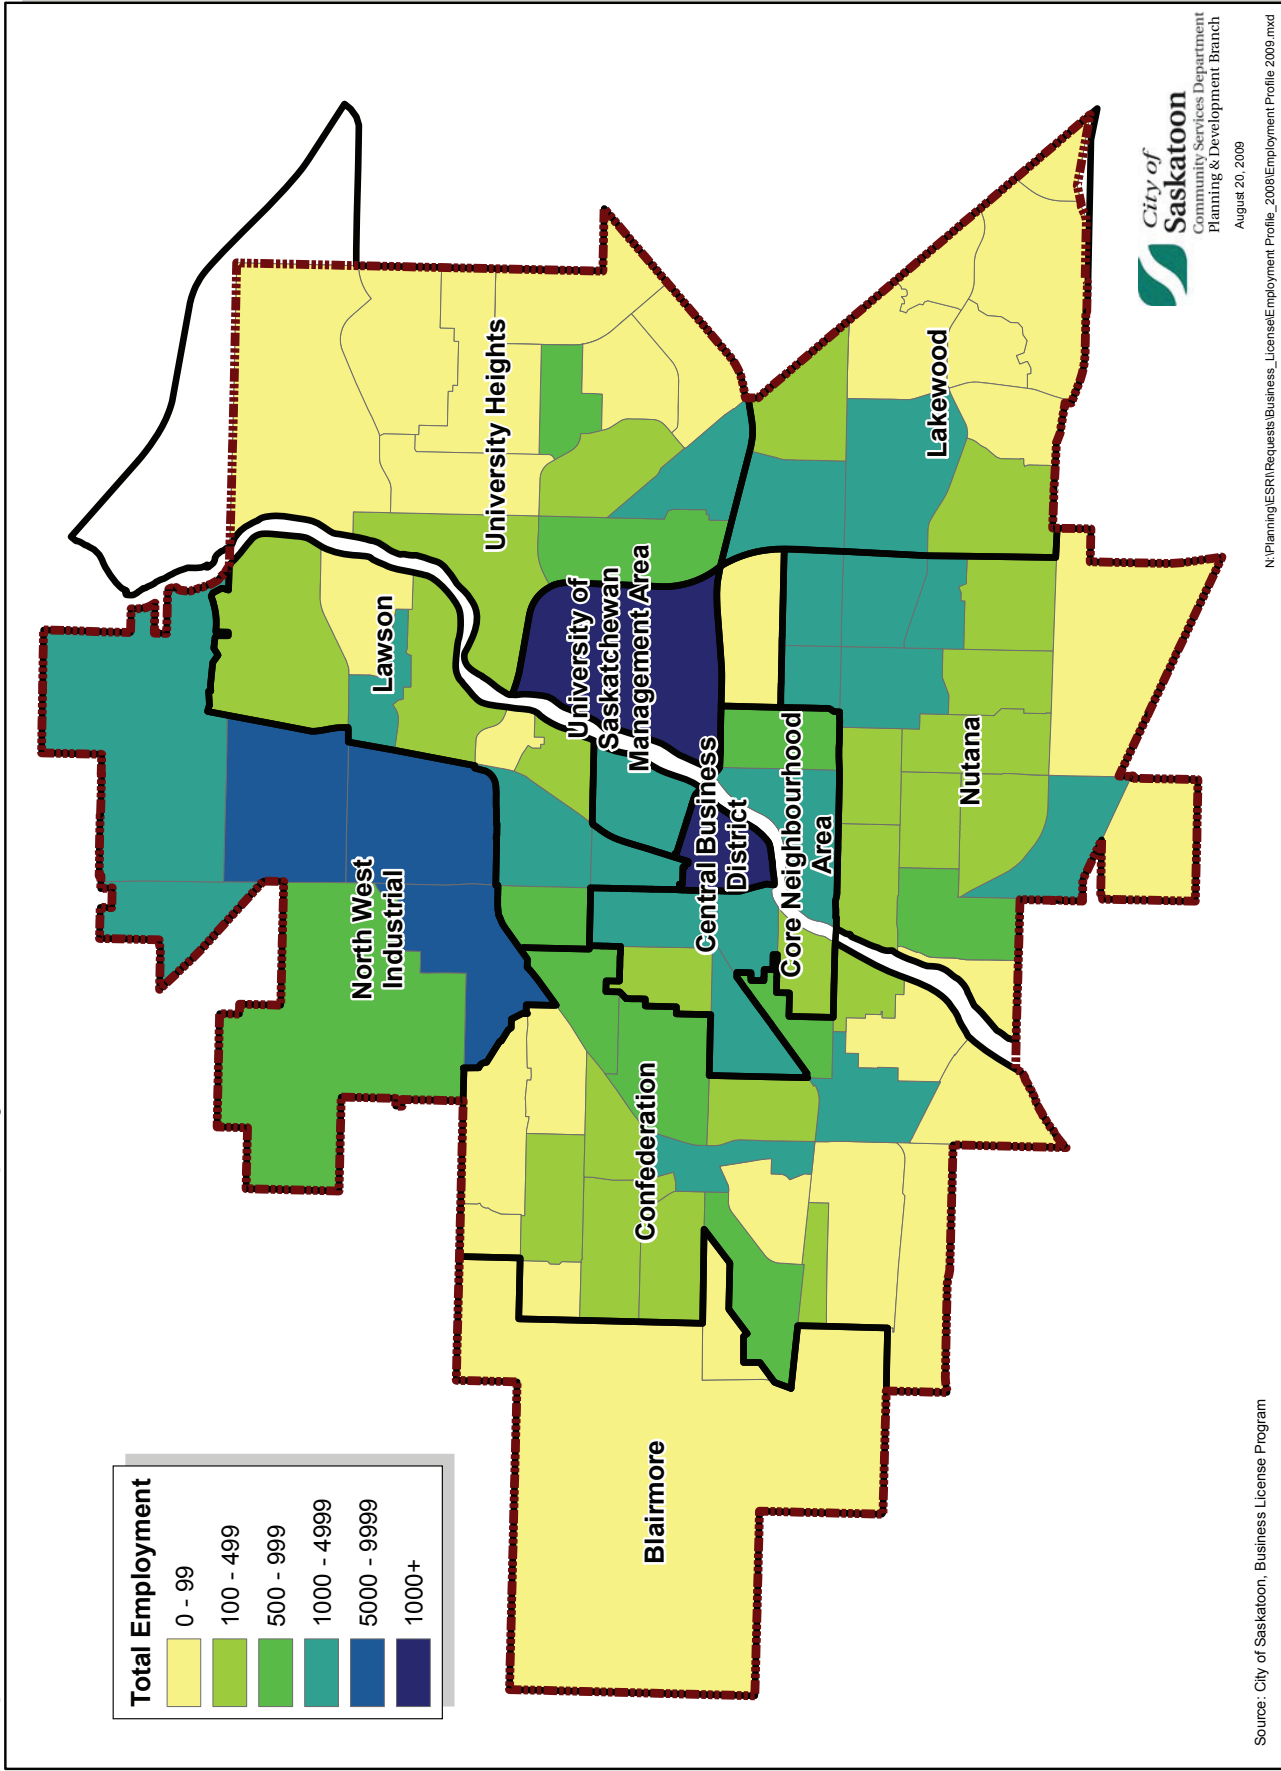 Total Employment
0 - 99
100 - 499
500 - 999
1000 - 4999
5000 - 9999
1000+
North West
Industrial
Lawson
University Heights
University of
Saskatchewan
Management Area
Central Business
District
Core Neighbourhood
Area
Confederation
Blairmore
Nutana
Lakewood
City of
Saskatoon
Community Services Department
Planning & Development Branch
August 20, 2009
N:\Planning\ESRI\Requests\Business_License\Employment Profile_2008\Employment Profile 2009.mxd
Source: City of Saskatoon, Business License Program